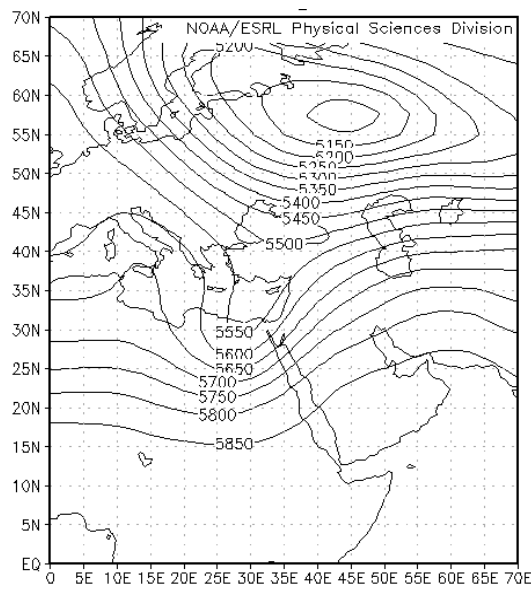 70N
NOAA/ESRL Physical Sciences Division
5200
65N
60N
55N
5150
5200
5250
50N
5300
5350
5400
45N
5450
5500
40N
35N
30N
5550
5600
25N
5650
5700
5750
20N
5800
5850
15N
10N
5N
EQ
0 5E 10E 15E 20E 25E 30E 35E 40E 45E 50E 55E 60E 65E 70E